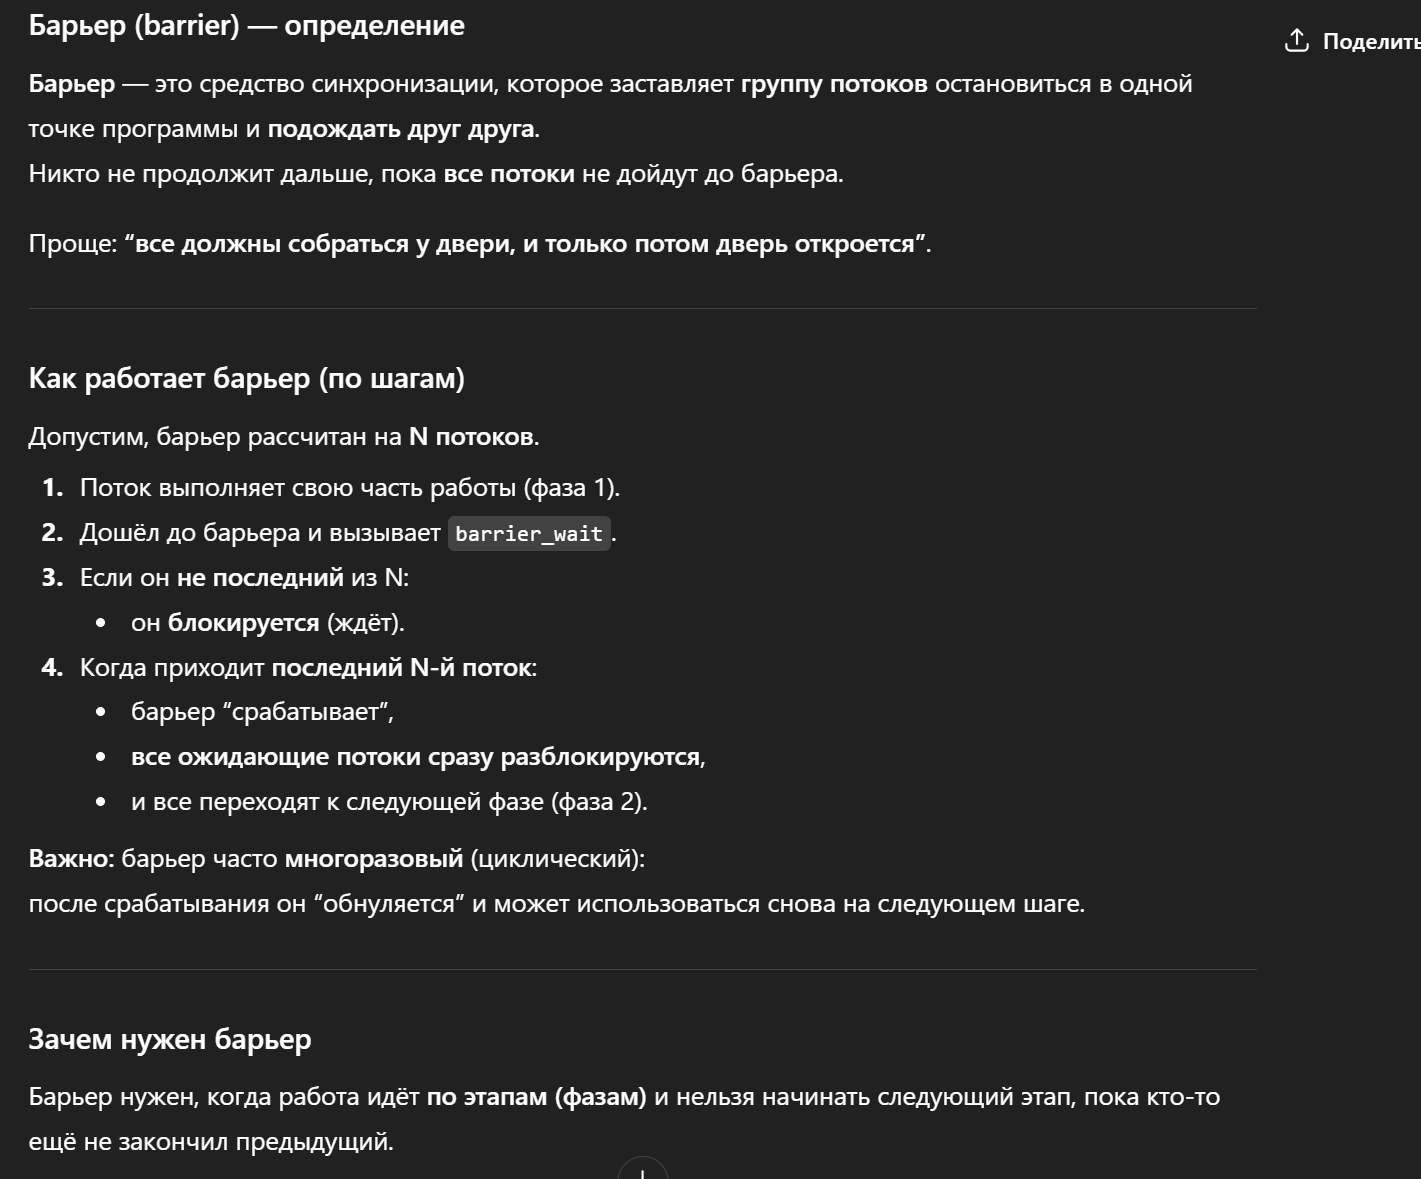 Барьер (barrier) — определение
Поделить
Барьер — это средство синхронизации, которое заставляет группу потоков остановиться в одной
точке программы и подождать друг друга.
Никто не продолжит дальше, пока все потоки не дойдут до барьера.
Проще: “все должны собраться у двери, и только потом дверь откроется”.
Как работает барьер (по шагам)
Допустим, барьер рассчитан на N потоков.
1. Поток выполняет свою часть работы (фаза 1).
2. Дошёл до барьера и вызывает barrier_wait.
3. Если он не последний из N:
• он блокируется (ждёт).
4. Когда приходит последний N-й поток:
• барьер “срабатывает”,
• все ожидающие потоки сразу разблокируются,
• и все переходят к следующей фазе (фаза 2).
Важно: барьер часто многоразовый (циклический):
после срабатывания он “обнуляется” и может использоваться снова на следующем шаге.
Зачем нужен барьер
Барьер нужен, когда работа идёт по этапам (фазам) и нельзя начинать следующий этап, пока кто-то
ещё не закончил предыдущий.